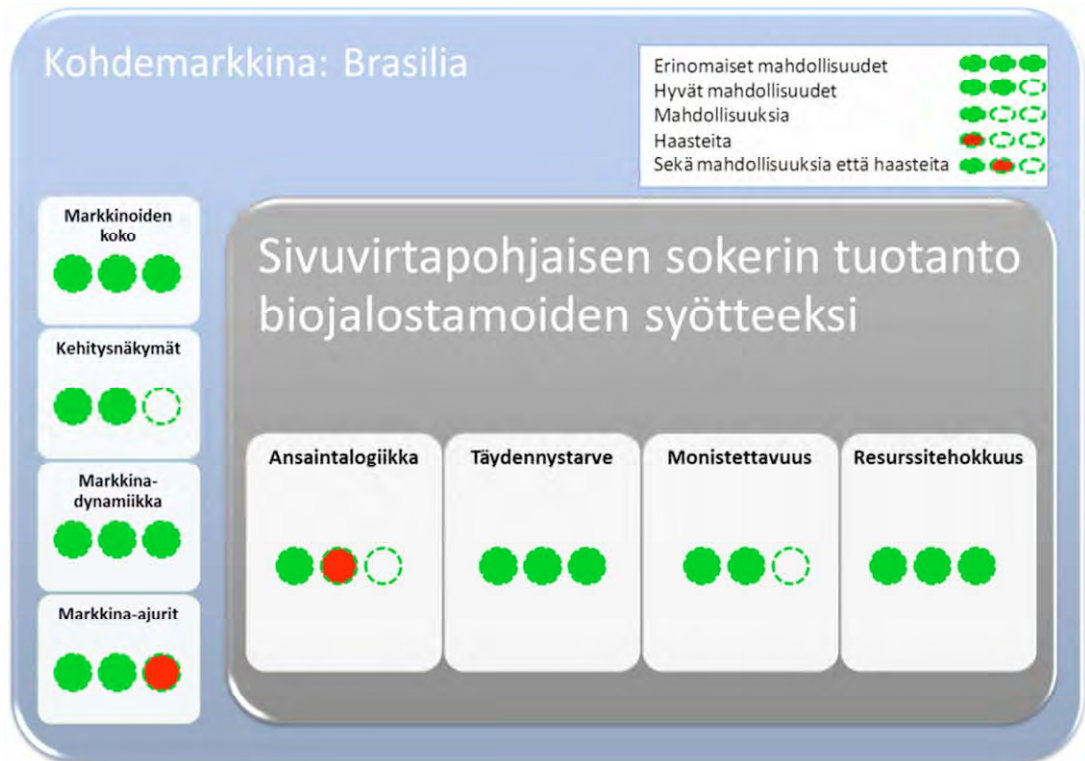 Kohdemarkkina: Brasilia
Erinomaiset mahdollisuudet
Hyvät mahdollisuudet
Mahdollisuuksia
Haasteita
Sekä mahdollisuuksia että haasteita
Markkinoiden
koko
Kehitysnäkymät
Markkina-
dynamiikka
Markkina-ajurit
Sivuvirtapohjaisen sokerin tuotanto
biojalostamoiden syötteeksi
Ansaintalogiikka
Täydennystarve
Monistettavuus
Resurssitehokkuus